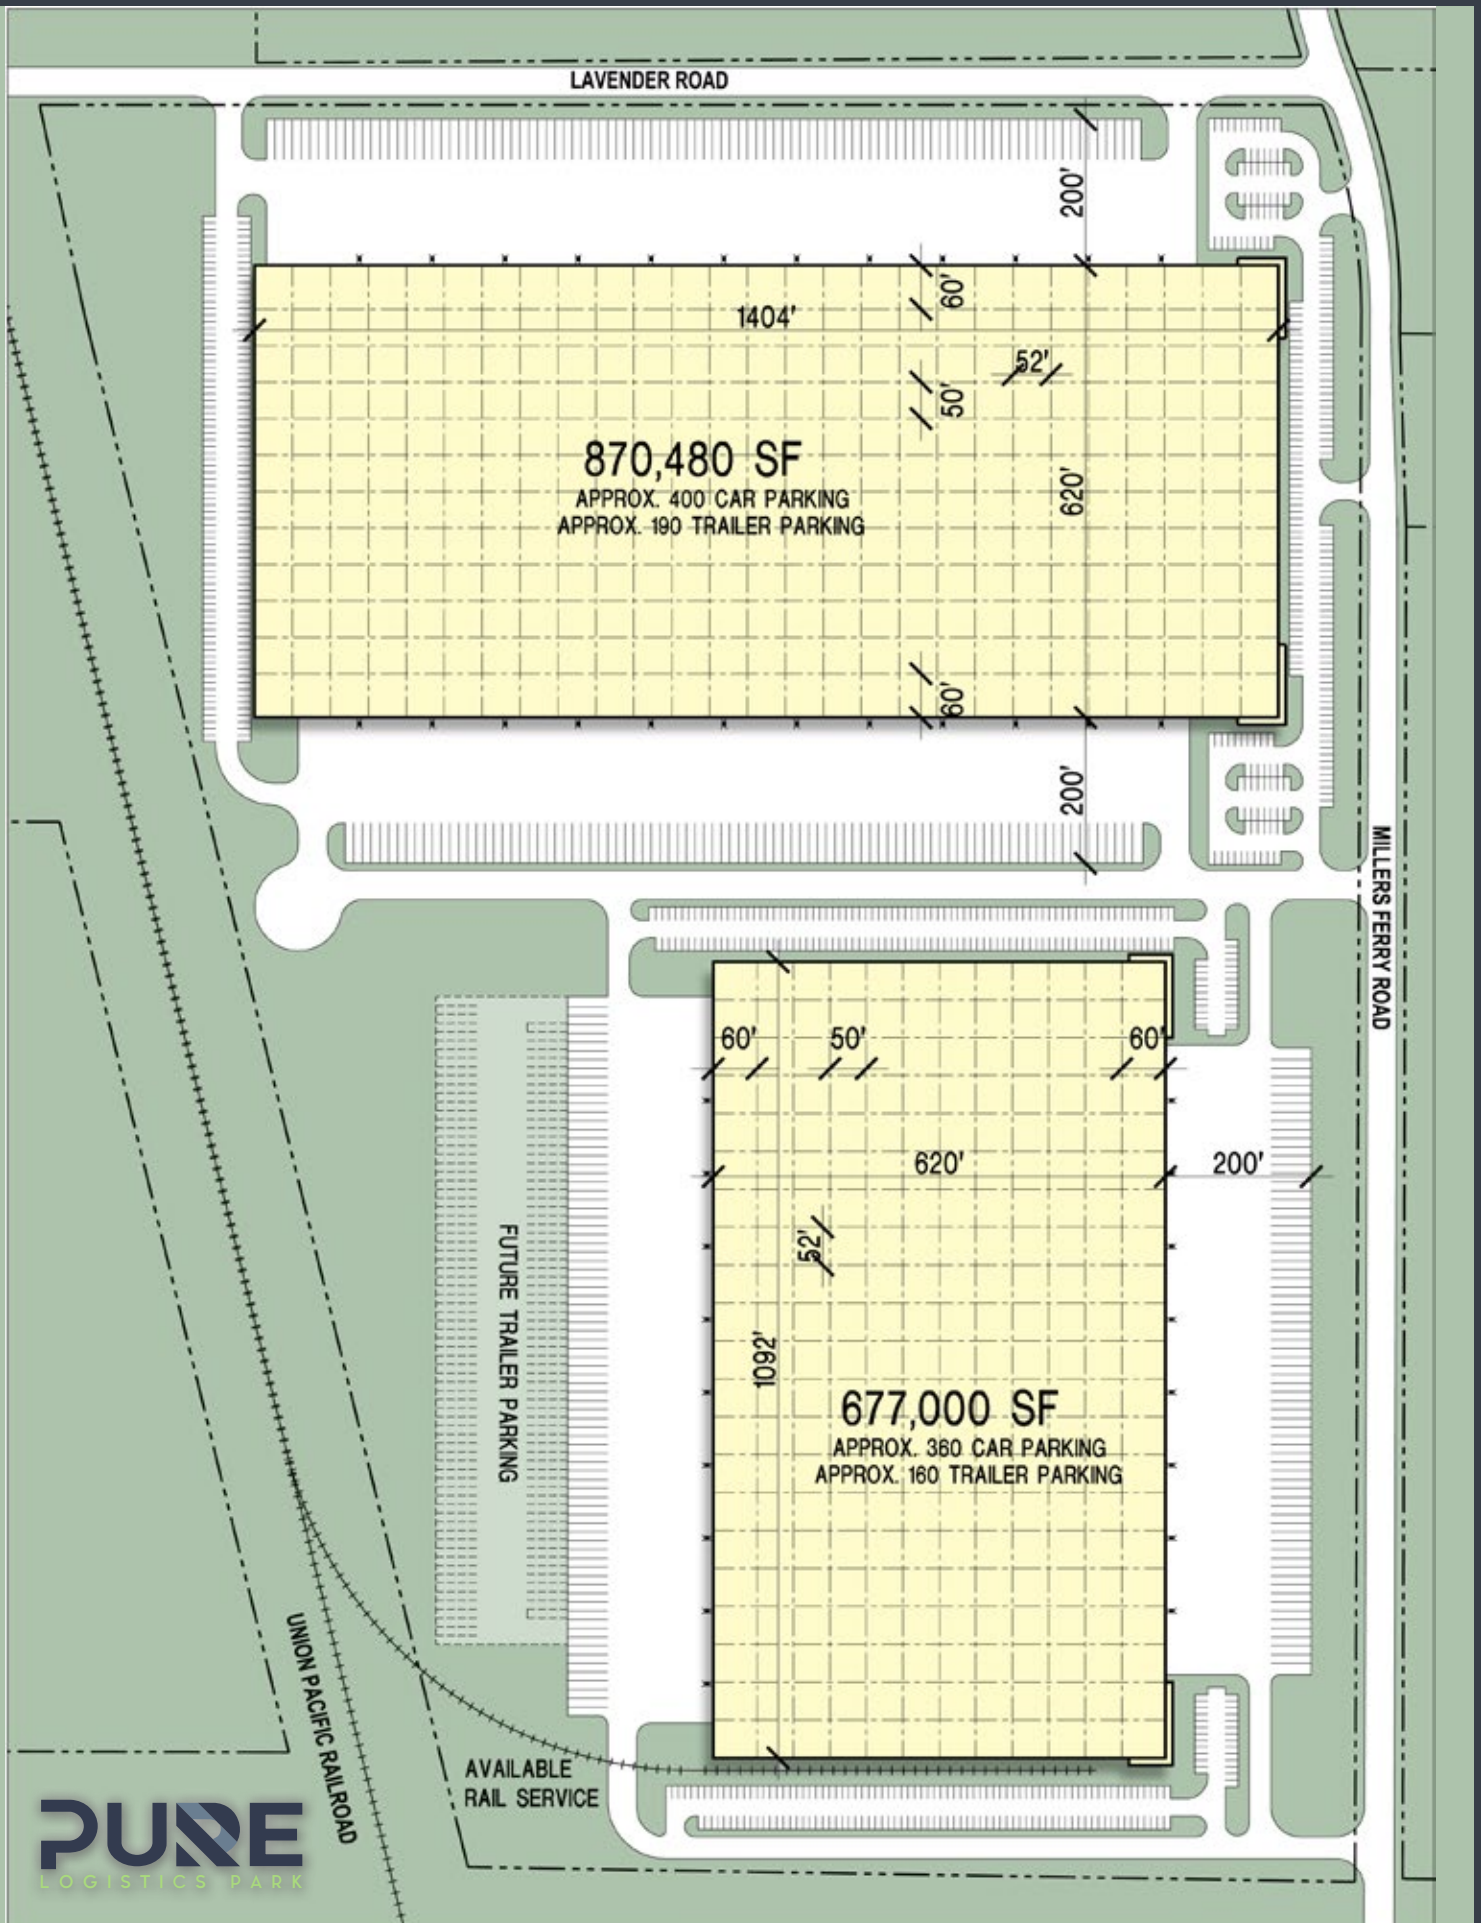 LAVENDER ROAD
200'
60'
1404'
52'
50'
870,480 SF
APPROX. 400 CAR PARKING
APPROX. 190 TRAILER PARKING
620'
60'
200'
MILLERS FERRY ROAD
60'
50'
60'
620'
200'
52'
FUTURE TRAILER PARKING
1092'
677,000 SF
APPROX. 360 CAR PARKING
APPROX. 160 TRAILER PARKING
UNION PACIFIC RAILROAD
AVAILABLE
RAIL SERVICE
PURE
LOGISTICS PARK